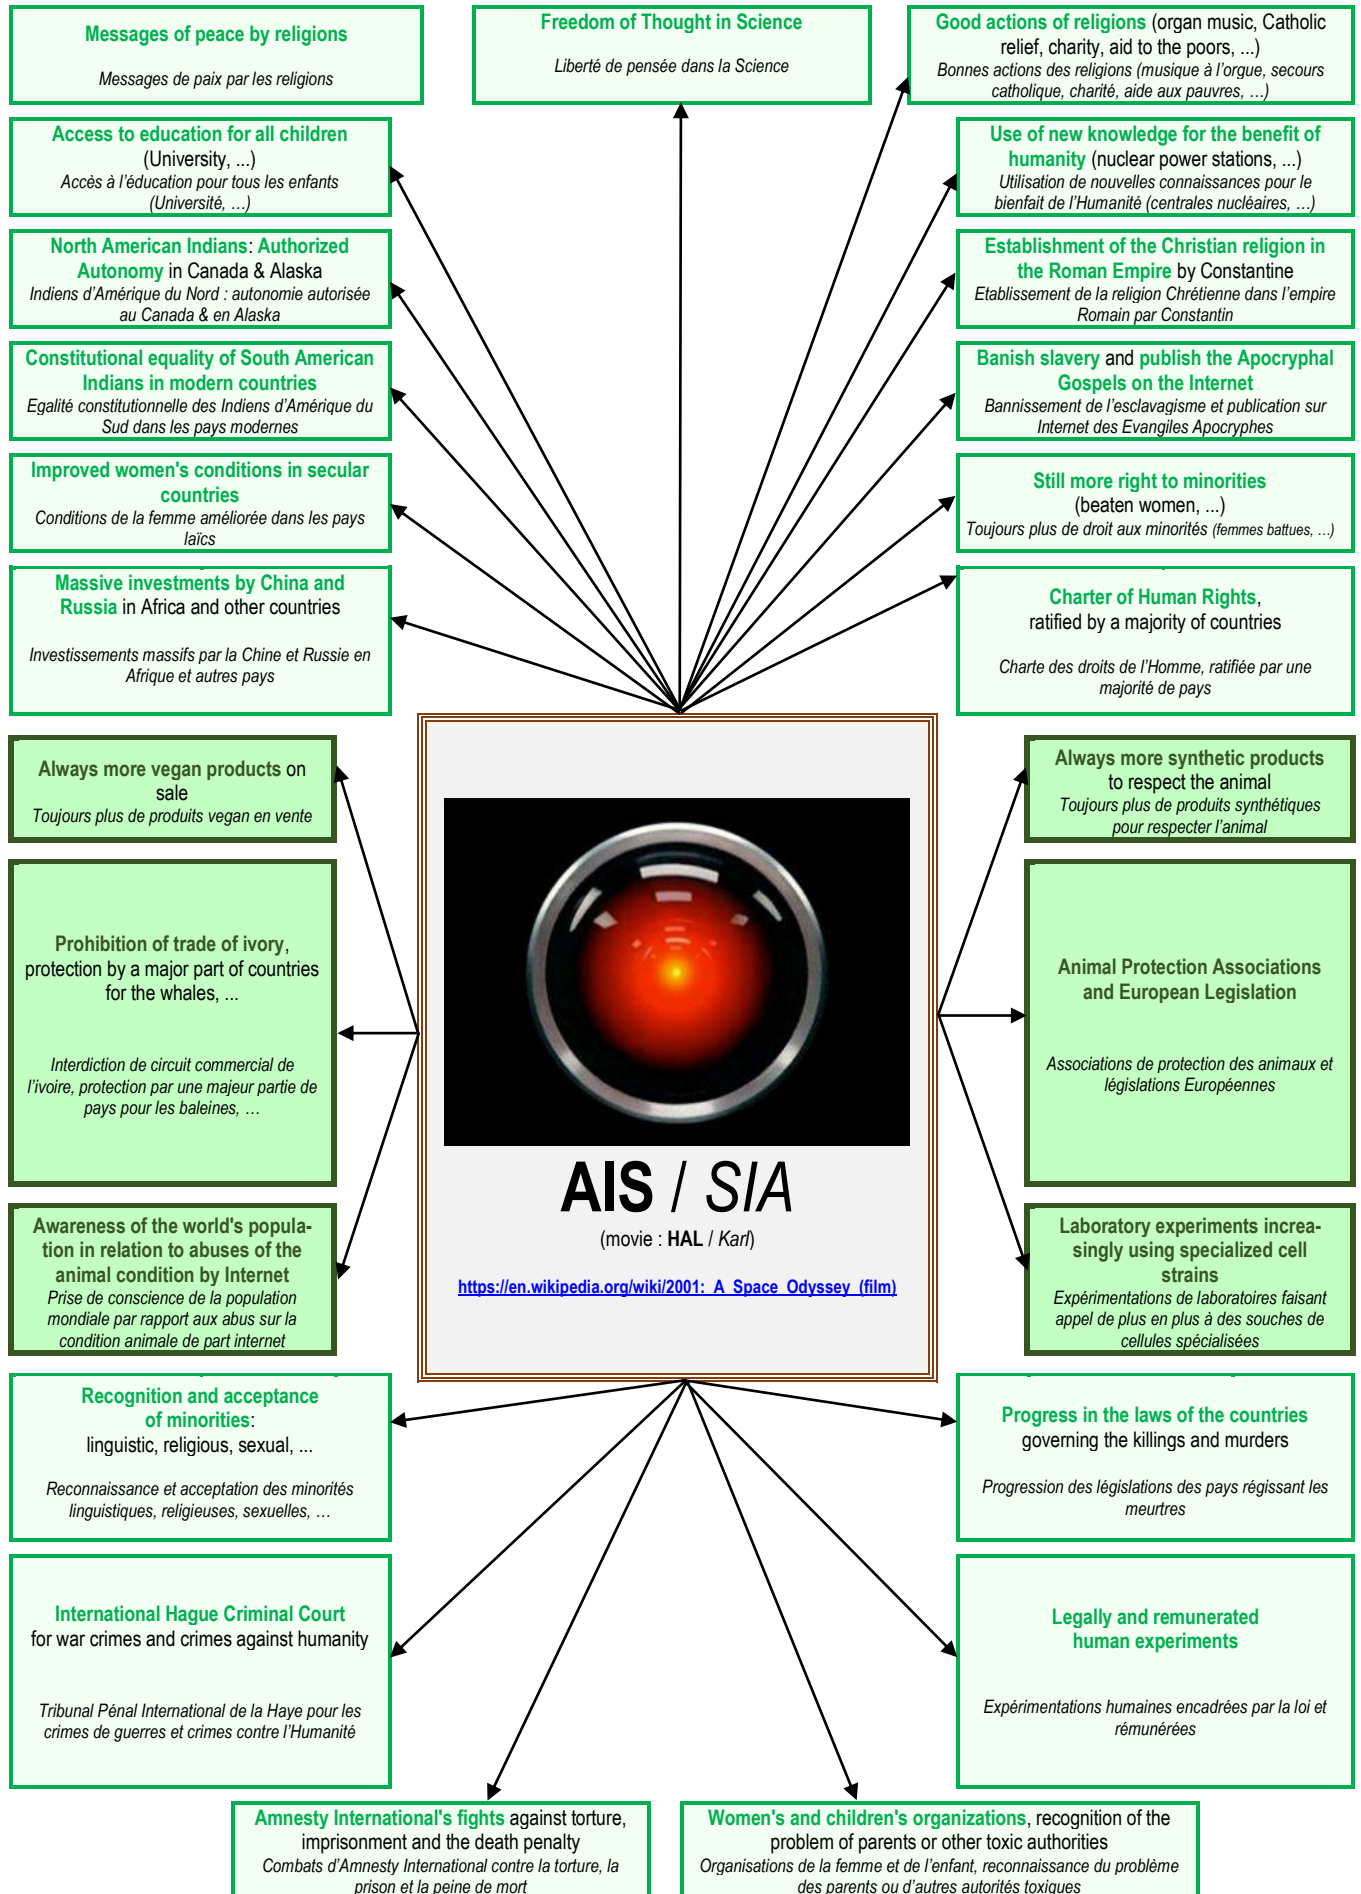 Messages of peace by religions
Messages de paix par les religions
Freedom of Thought in Science
Liberté de pensée dans la Science
Good actions of religions (organ music, Catholic
relief, charity, aid to the poors, ...)
Bonnes actions des religions (musique à l'orgue, secours
catholique, charité, aide aux pauvres, …)
Access to education for all children
(University, ...)
Accès à l'éducation pour tous les enfants
(Université, …)
Use of new knowledge for the benefit of
humanity (nuclear power stations, ...)
Utilisation de nouvelles connaissances pour le
bienfait de l'Humanité (centrales nucléaires, …)
North American Indians: Authorized
Autonomy in Canada & Alaska
Indiens d'Amérique du Nord : autonomie autorisée
au Canada & en Alaska
Establishment of the Christian religion in
the Roman Empire by Constantine
Etablissement de la religion Chrétienne dans l'empire
Romain par Constantin
Constitutional equality of South American
Indians in modern countries
Egalité constitutionnelle des Indiens d'Amérique du
Sud dans les pays modernes
Banish slavery and publish the Apocryphal
Gospels on the Internet
Bannissement de l'esclavagisme et publication sur
Internet des Evangiles Apocryphes
Improved women's conditions in secular
countries
Conditions de la femme améliorée dans les pays
laïcs
Still more right to minorities
(beaten women, ...)
Toujours plus de droit aux minorités (femmes battues, …)
Massive investments by China and
Russia in Africa and other countries
Investissements massifs par la Chine et Russie en
Afrique et autres pays
Charter of Human Rights,
ratified by a majority of countries
Charte des droits de l'Homme, ratifiée par une
majorité de pays
Always more vegan products on
sale
Toujours plus de produits vegan en vente
Always more synthetic products
to respect the animal
Toujours plus de produits synthétiques
pour respecter l'animal
Prohibition of trade of ivory,
protection by a major part of countries
for the whales, ...
Interdiction de circuit commercial de
l'ivoire, protection par une majeur partie de
pays pour les baleines, …
Animal Protection Associations
and European Legislation
Associations de protection des animaux et
législations Européennes
AIS / SIA
(movie : HAL / Karl)
https://en.wikipedia.org/wiki/2001:_A_Space_Odyssey_(film)
Awareness of the world's popula-
tion in relation to abuses of the
animal condition by Internet
Prise de conscience de la population
mondiale par rapport aux abus sur la
condition animale de part internet
Laboratory experiments increa-
singly using specialized cell
strains
Expérimentations de laboratoires faisant
appel de plus en plus à des souches de
cellules spécialisées
Recognition and acceptance
of minorities:
linguistic, religious, sexual, ...
Reconnaissance et acceptation des minorités
linguistiques, religieuses, sexuelles, …
Progress in the laws of the countries
governing the killings and murders
Progression des législations des pays régissant les
meurtres
International Hague Criminal Court
for war crimes and crimes against humanity
Tribunal Pénal International de la Haye pour les
crimes de guerres et crimes contre l'Humanité
Legally and remunerated
human experiments
Expérimentations humaines encadrées par la loi et
rémunérées
Amnesty International's fights against torture,
imprisonment and the death penalty
Combats d'Amnesty International contre la torture, la
prison et la peine de mort
Women's and children's organizations, recognition of the
problem of parents or other toxic authorities
Organisations de la femme et de l'enfant, reconnaissance du problème
des parents ou d'autres autorités toxiques